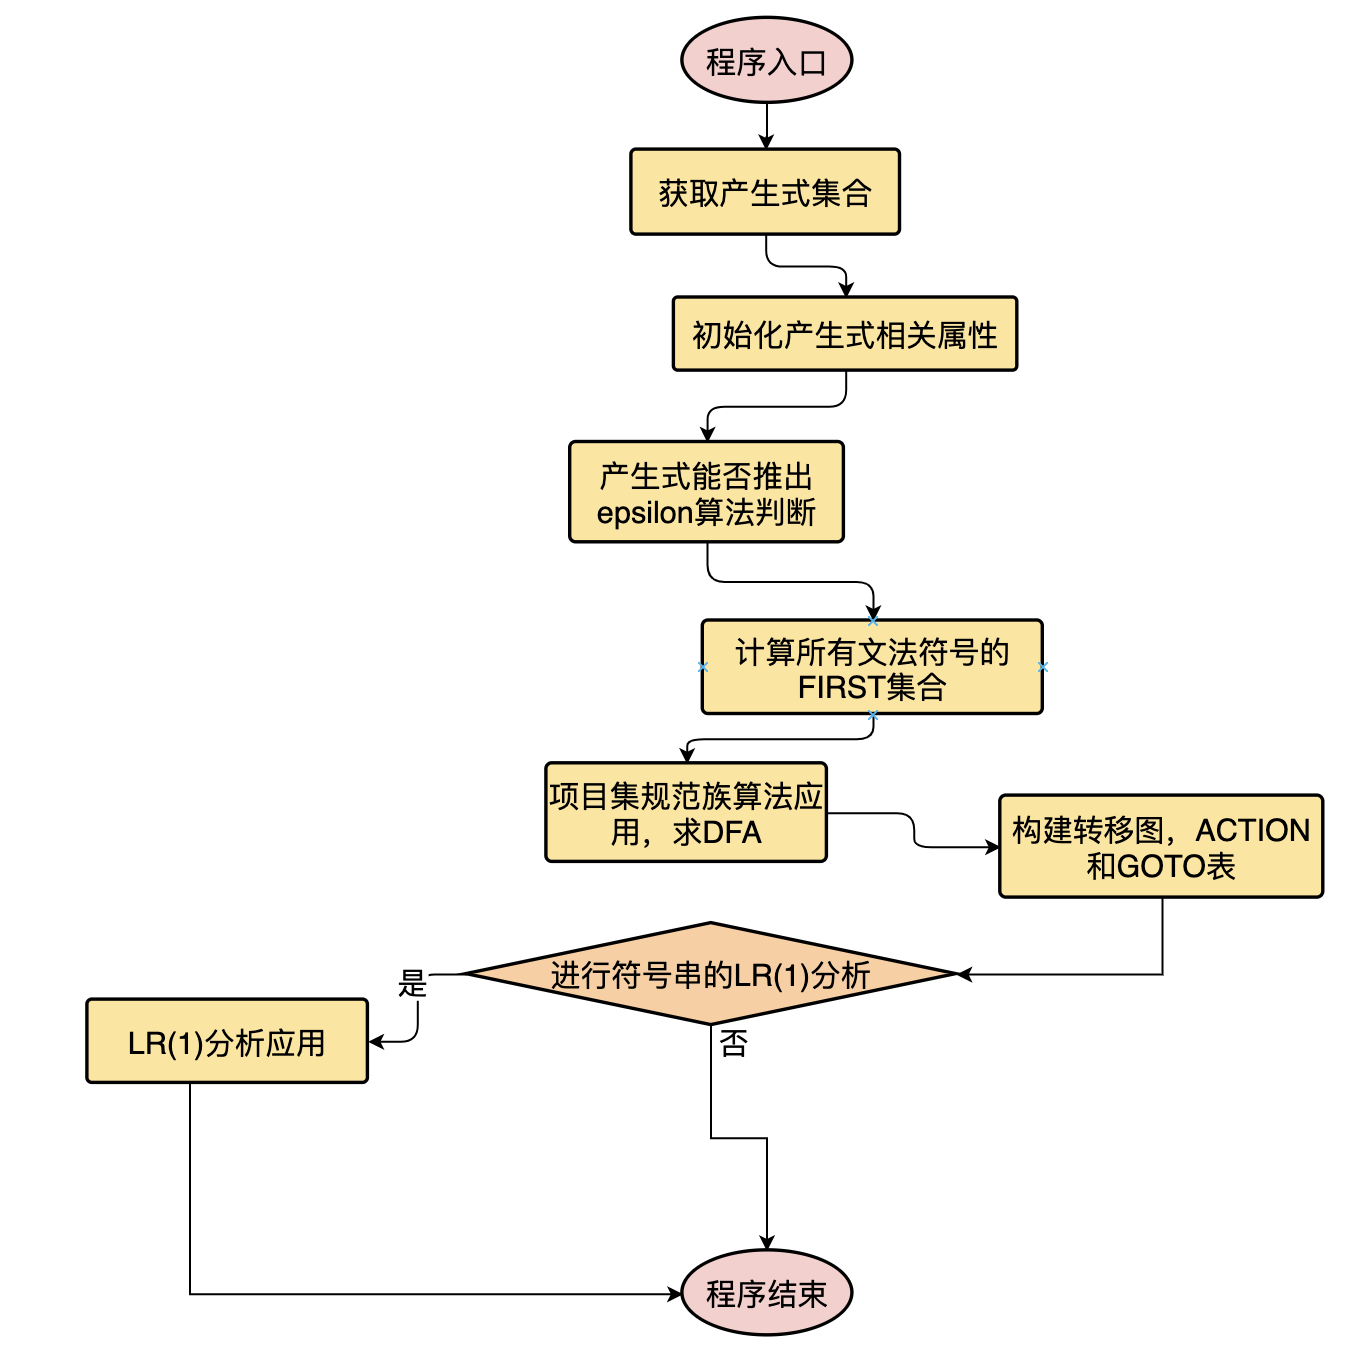 程序入口
获取产生式集合
初始化产生式相关属性
产生式能否推出
epsilon算法判断
计算所有文法符号的
FIRST集合
项目集规范族算法应
用，求DFA
构建转移图，ACTION
和GOTO表
进行符号串的LR(1)分析
是
LR(1)分析应用
否
程序结束